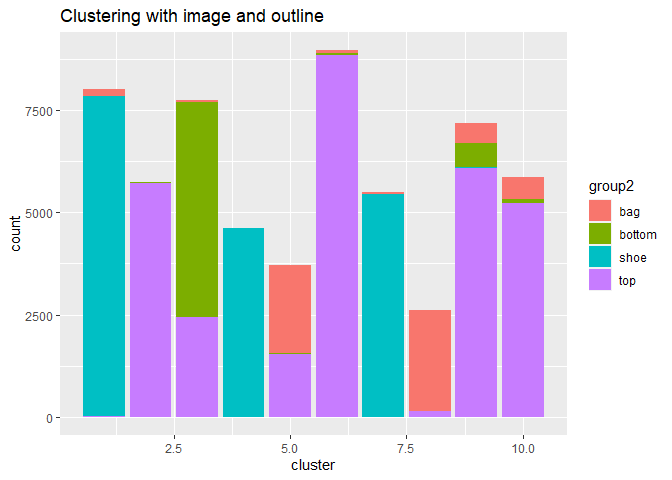 Clustering with image and outline
count
7500
5000
2500
0
2.5
5.0
7.5
10.0
cluster
group2
bag
bottom
shoe
top